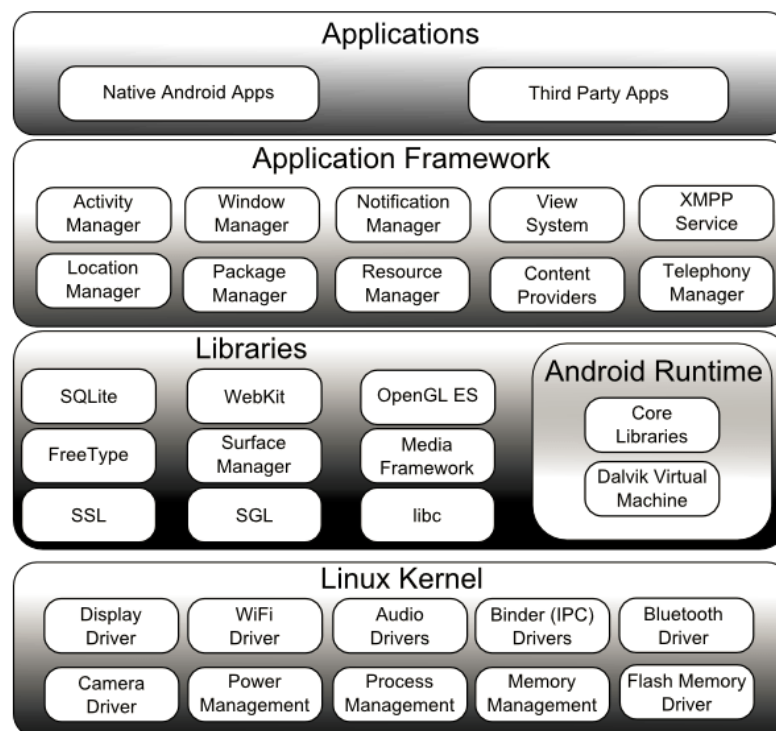 Applications
Native Android Apps
Third Party Apps
Application Framework
Activity
Manager
Window
Manager
Notification
Manager
View
System
XMPP
Service
Location
Manager
Package
Manager
Resource
Manager
Content
Providers
Telephony
Manager
Libraries
SQLite
WebKit
OpenGL ES
FreeType
Surface
Manager
Media
Framework
SSL
SGL
libc
Android Runtime
Core
Libraries
Dalvik Virtual
Machine
Linux Kernel
Display
Driver
WiFi
Driver
Audio
Drivers
Binder (IPC)
Drivers
Bluetooth
Driver
Camera
Driver
Power
Management
Process
Management
Memory
Management
Flash Memory
Driver